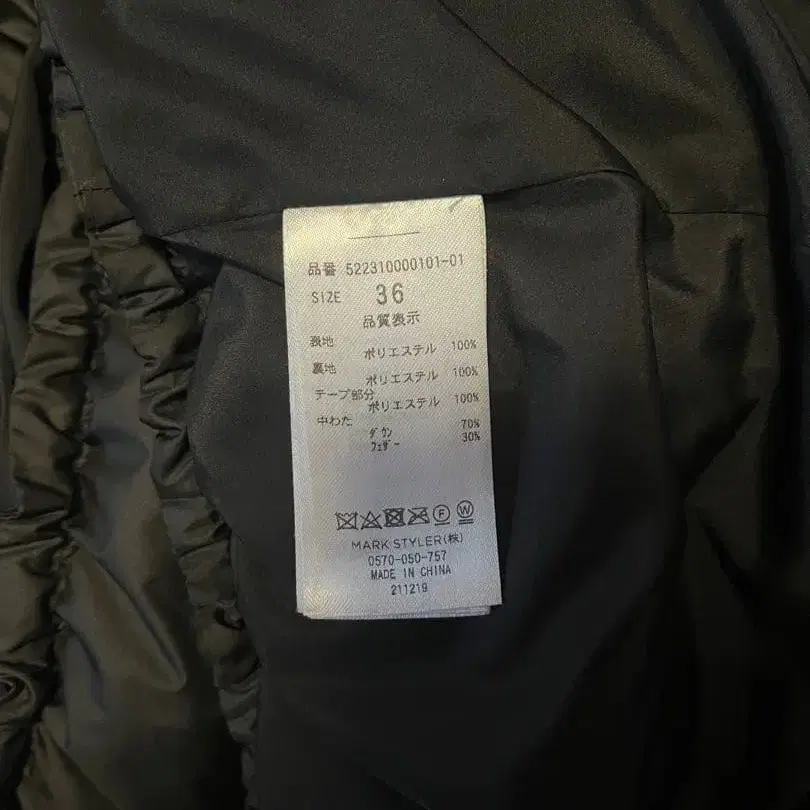 品番 522310000101-01
SIZE 36
品質表示
表地 ポリエステル 100%
裏地 ポリエステル 100%
テープ部分 ポリエステル 100%
中わた ダウン 70%
フェザー 30%
F W
MARK STYLER(株)
0570-050-757
MADE IN CHINA
211219